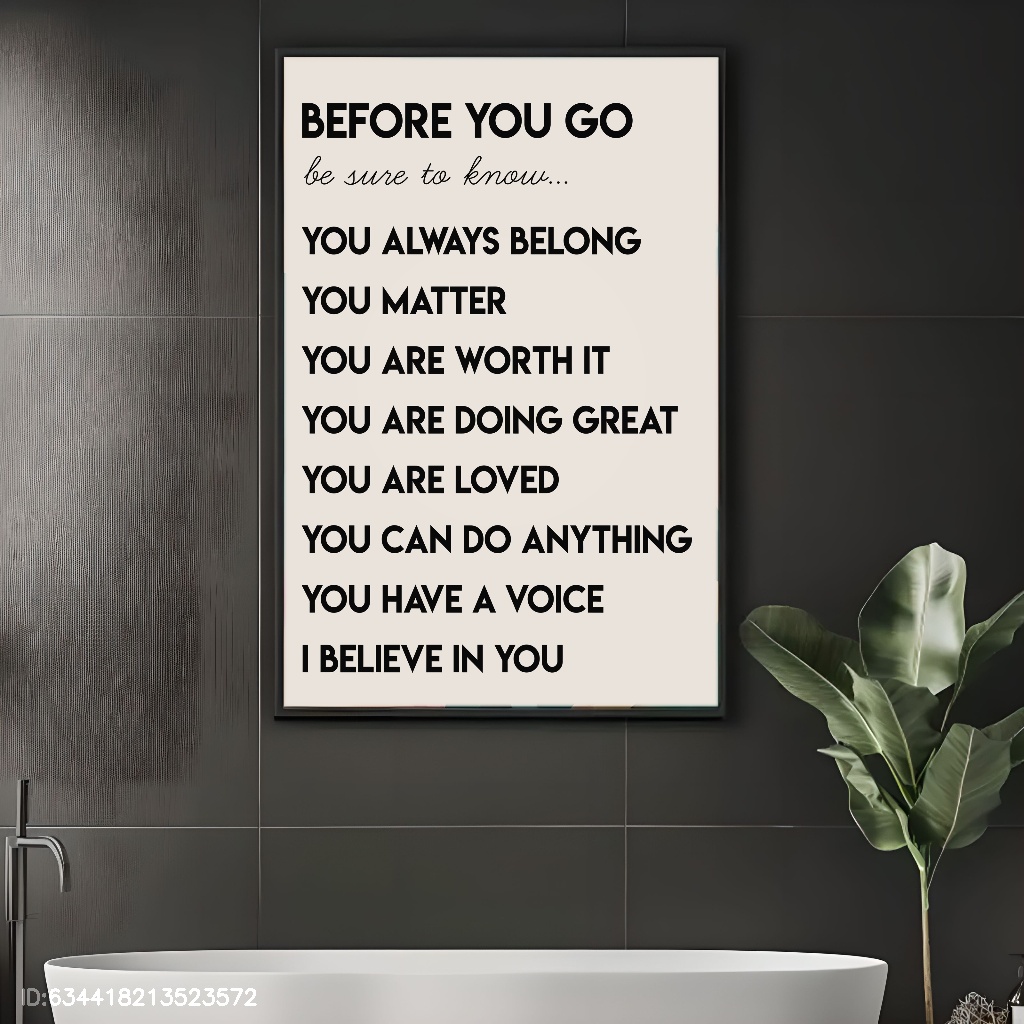 BEFORE YOU GO
be sure to know...
YOU ALWAYS BELONG
YOU MATTER
YOU ARE WORTH IT
YOU ARE DOING GREAT
YOU ARE LOVED
YOU CAN DO ANYTHING
YOU HAVE A VOICE
I BELIEVE IN YOU
ID:634418213523572